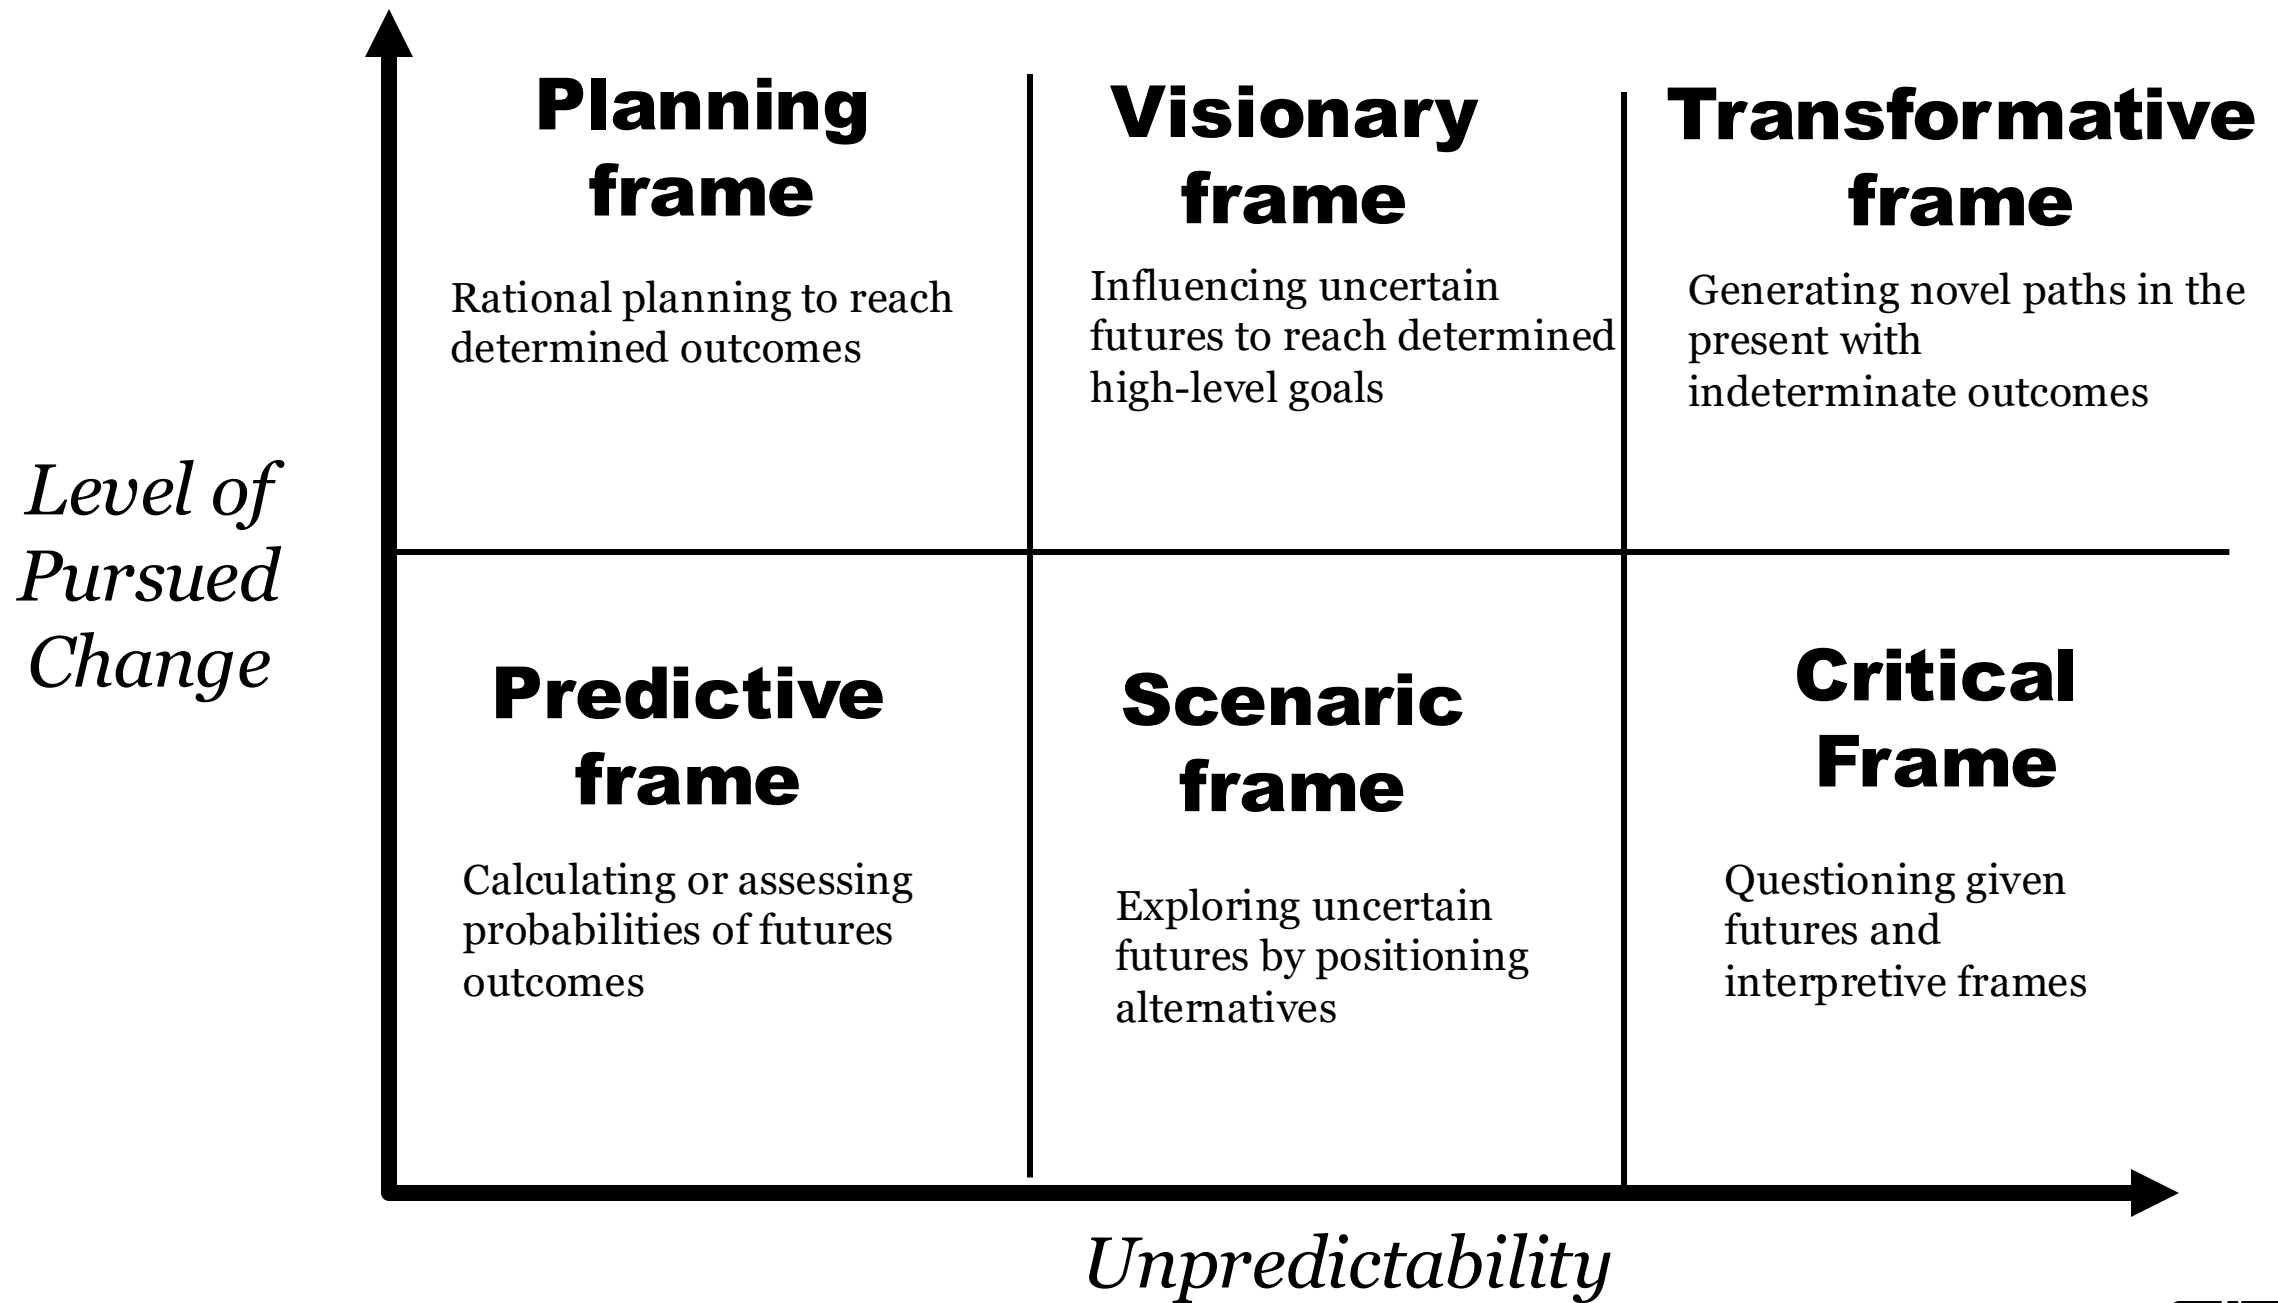 Planning
frame
Rational planning to reach
determined outcomes
Visionary
frame
Influencing uncertain
futures to reach determined
high-level goals
Transformative
frame
Generating novel paths in the
present with
indeterminate outcomes
Level of
Pursued
Change
Predictive
frame
Calculating or assessing
probabilities of futures
outcomes
Scenaric
frame
Exploring uncertain
futures by positioning
alternatives
Critical
Frame
Questioning given
futures and
interpretive frames
Unpredictability